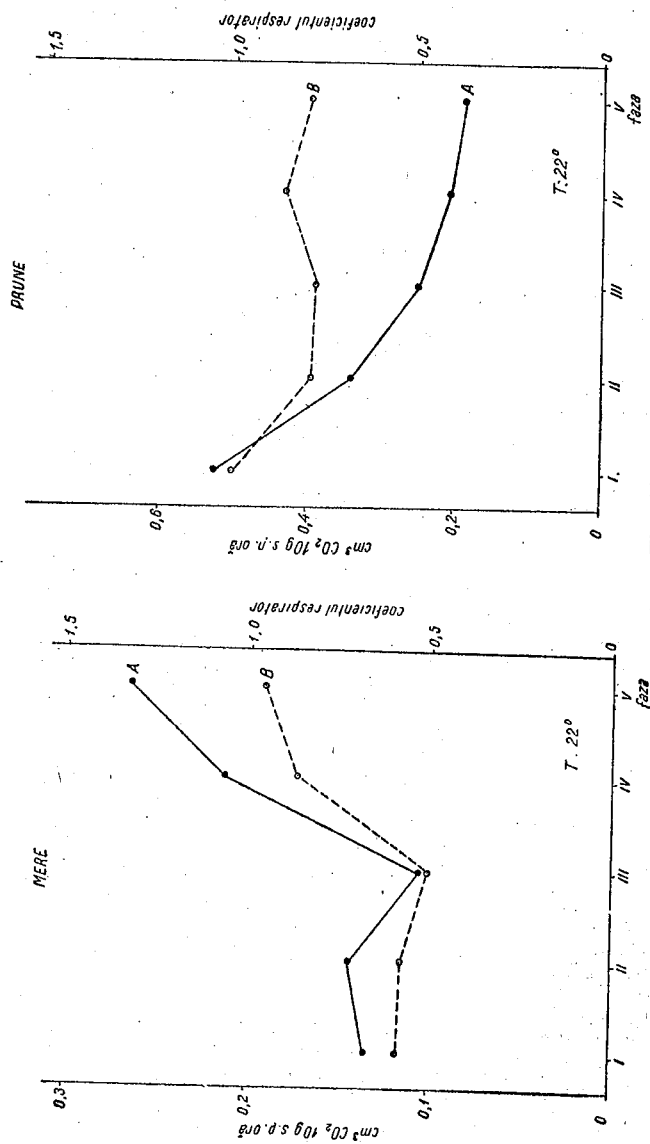 MERE
cm³ CO₂ 10g s.p. oră
0,3
0,2
0,1
0
I
II
III
IV
V
faza
T. 22⁰
A
B
coeficientul respirator
1,5
1,0
0,5
0
PRUNE
cm³ CO₂ 10g s.p. oră
0,6
0,4
0,2
0
I.
II
III
IV
V
faza
T: 22⁰
A
B
coeficientul respirator
1,5
1,0
0,5
0